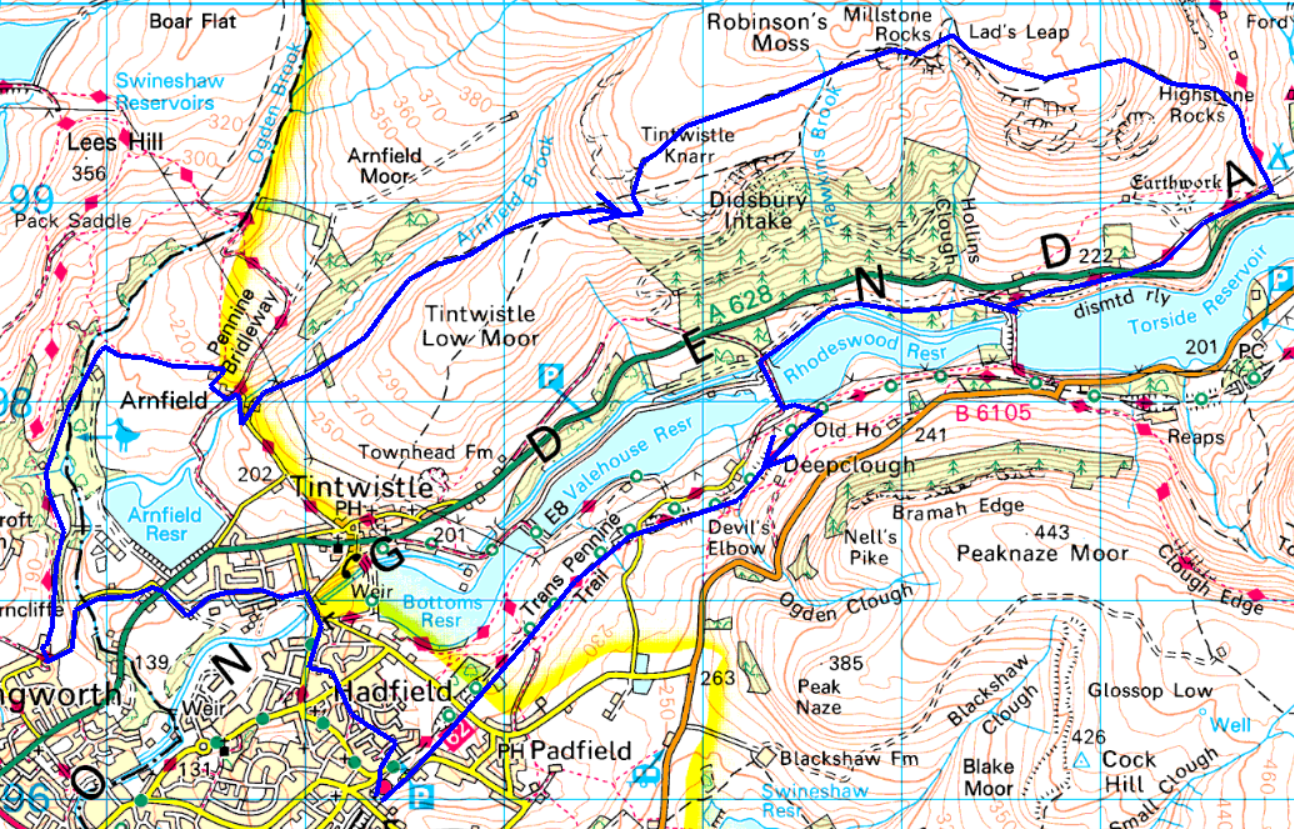 Boar Flat
Robinson's
Moss
Millstone
Rocks
Lad's Leap
Ford
Swineshaw
Reservoirs
Ogden Brook
380
370
360
350
320
300
Lees Hill
356
Arnfield
Moor
Tintwistle
Knarr
Highstone
Rocks
Rawkins Brook
Arnfield Brook
99
Pack Saddle
Didsbury
Intake
Hollins
Clough
Earthwork
A
D
222
N
A 628
E
D
dismtd rly
Torside Reservoir
P
Pennine
Bridleway
220
Tintwistle
Low Moor
Rhodeswood Resr
201
PC
98
Arnfield
290
270
250
P
B 6105
Old Ho
241
Reaps
Townhead Fm
Valehouse Resr
Deepclough
202
Tintwistle
PH
Arnfield
Resr
201
E8
Devil's
Elbow
Bramah Edge
Nell's
Pike
443
Peaknaze Moor
G
Weir
Bottoms
Resr
Trans Pennine
Trail
Ogden Clough
Clough Edge
rncliffe
230
139
N
385
Peak
Naze
Blackshaw
Clough
Glossop Low
Well
ngworth
Hadfield
Weir
263
250
62
PH
Padfield
426
Cock
Hill
131
O
Blackshaw Fm
Blake
Moor
Small Clough
460
96
P
Swineshaw
Resr